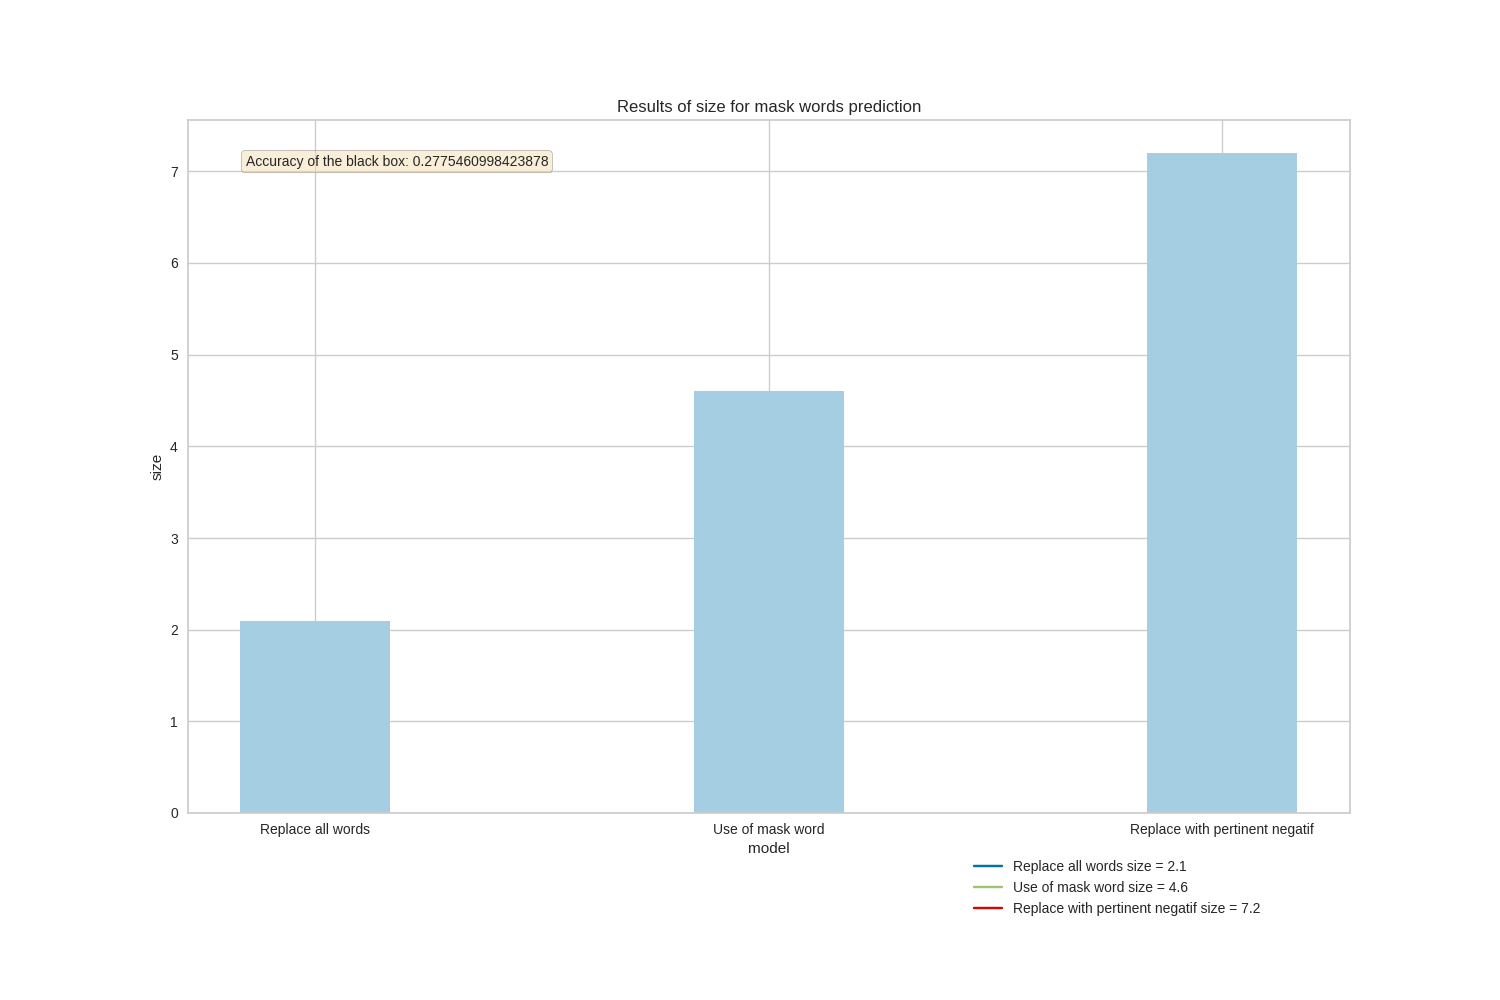 Results of size for mask words prediction
Accuracy of the black box: 0.2775460998423878
7
6
5
4
3
2
1
0
size
Replace all words
Use of mask word
Replace with pertinent negatif
model
Replace all words size = 2.1
Use of mask word size = 4.6
Replace with pertinent negatif size = 7.2